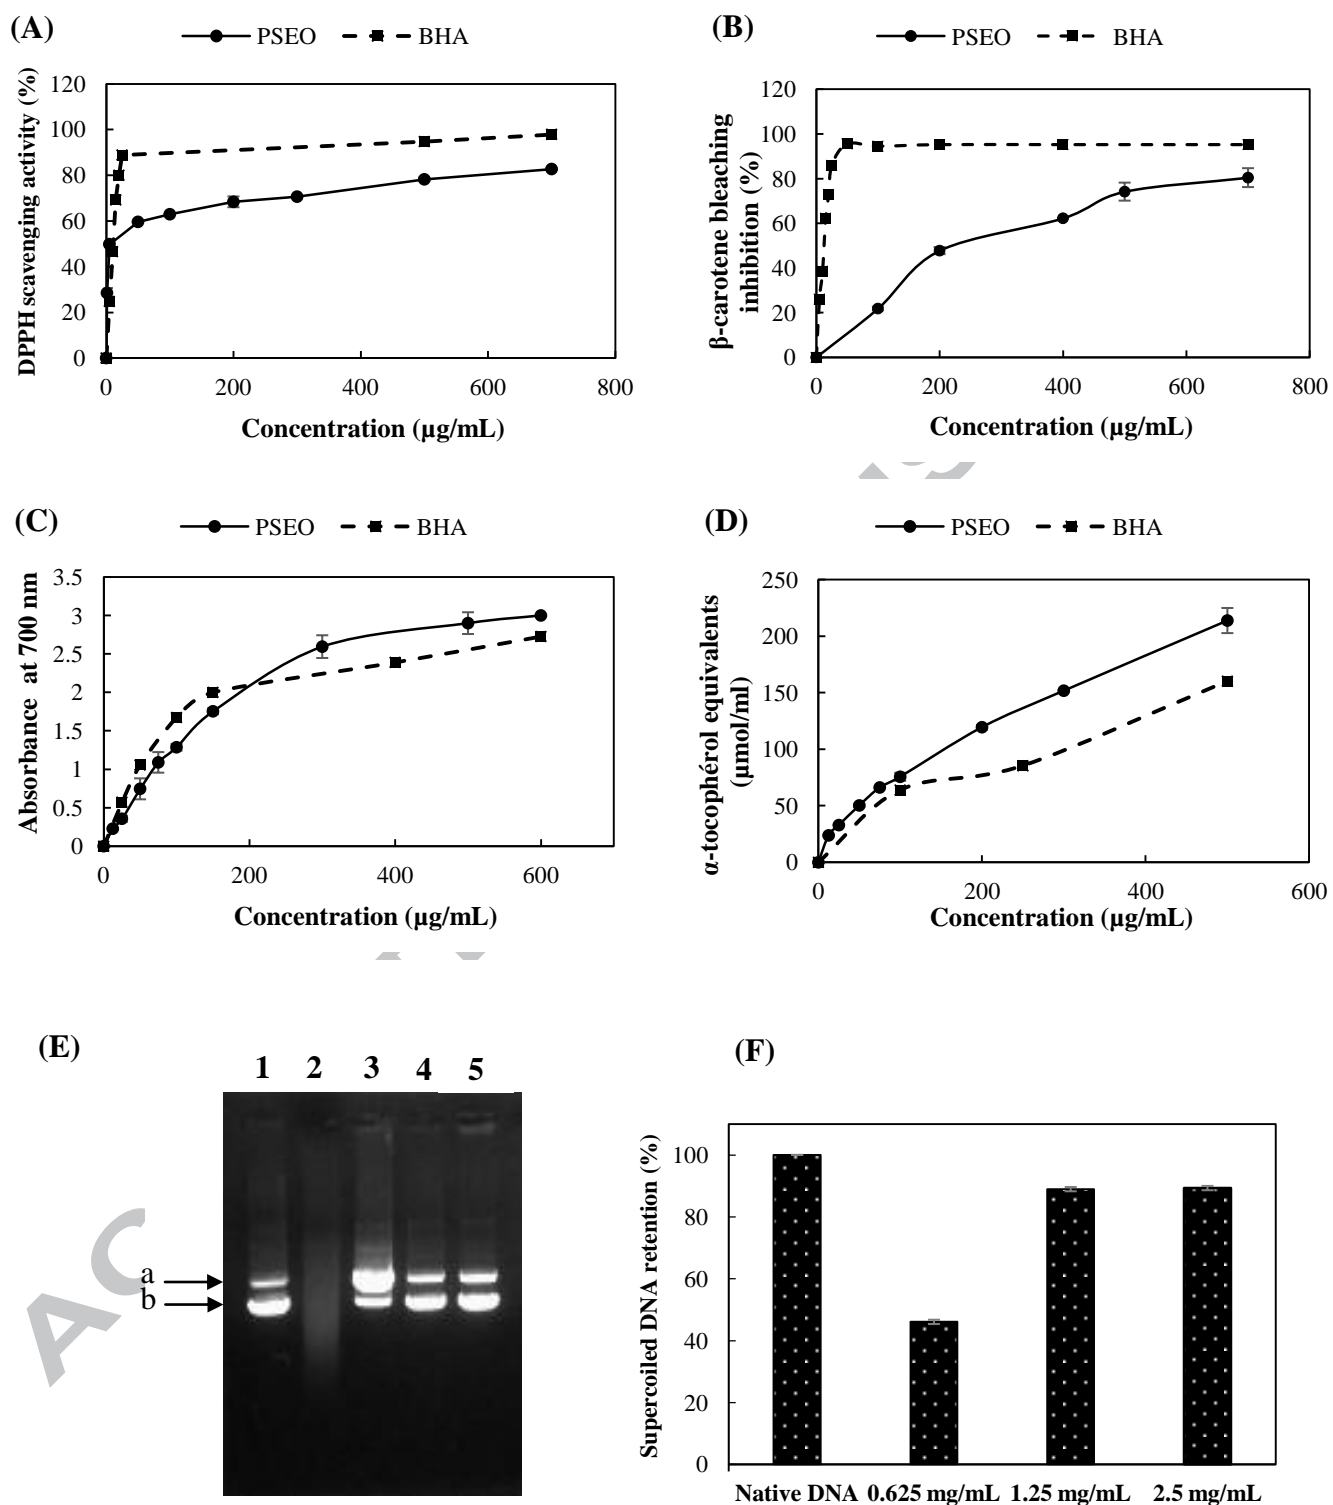 (A)
PSEO
BHA
DPPH scavenging activity (%)
120
100
80
60
40
20
0
0
200
400
600
800
Concentration (µg/mL)
(B)
PSEO
BHA
β-carotene bleaching
inhibition (%)
120
100
80
60
40
20
0
0
200
400
600
800
Concentration (µg/mL)
(C)
PSEO
BHA
Absorbance at 700 nm
3.5
3
2.5
2
1.5
1
0.5
0
0
200
400
600
Concentration (µg/mL)
(D)
PSEO
BHA
α-tocophérol equivalents
(µmol/ml)
250
200
150
100
50
0
0
200
400
600
Concentration (µg/mL)
(E)
1 2 3 4 5
a
b
AC
(F)
Supercoiled DNA retention (%)
100
80
60
40
20
0
Native DNA 0.625 mg/mL 1.25 mg/mL 2.5 mg/mL